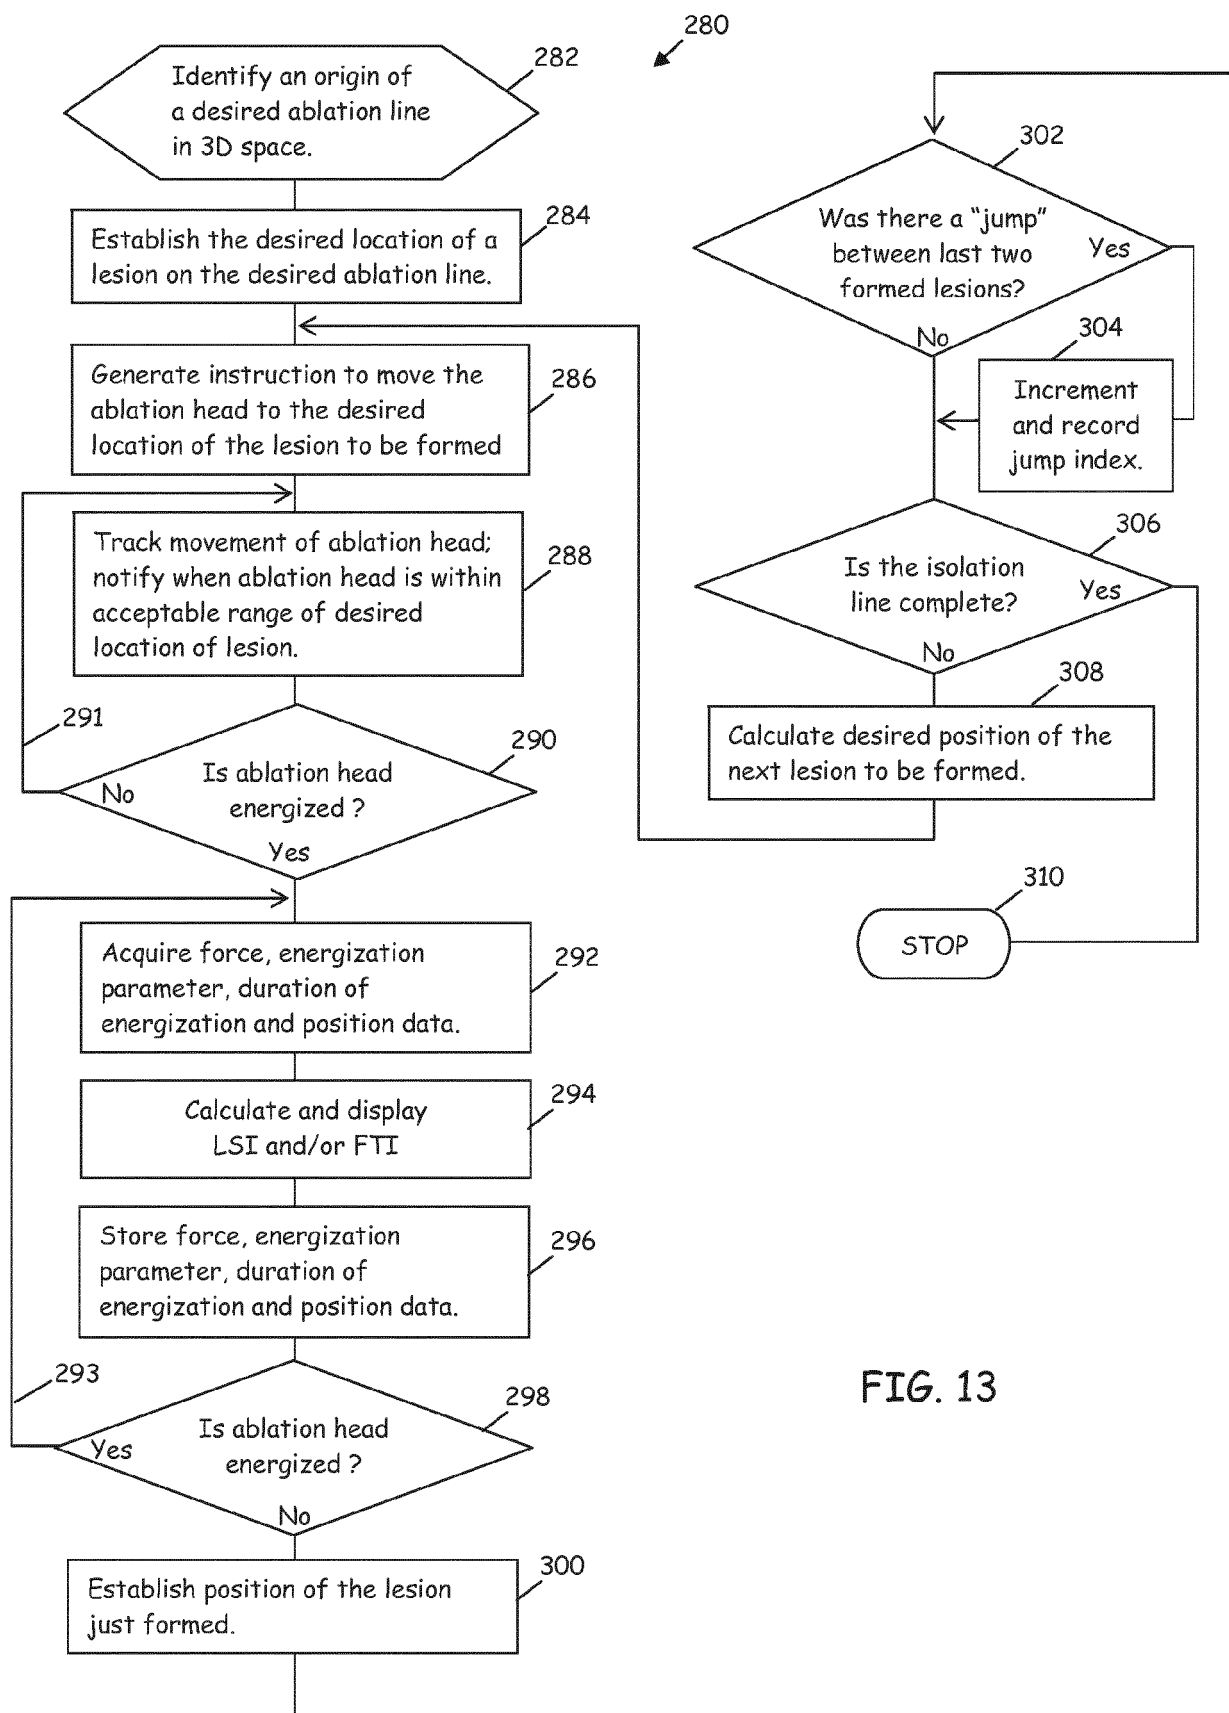 280
282
Identify an origin of
a desired ablation line
in 3D space.
284
Establish the desired location of a
lesion on the desired ablation line.
286
Generate instruction to move the
ablation head to the desired
location of the lesion to be formed
288
Track movement of ablation head;
notify when ablation head is within
acceptable range of desired
location of lesion.
291
290
Is ablation head
energized ?
No
Yes
292
Acquire force, energization
parameter, duration of
energization and position data.
294
Calculate and display
LSI and/or FTI
296
Store force, energization
parameter, duration of
energization and position data.
293
298
Is ablation head
energized ?
Yes
No
300
Establish position of the lesion
just formed.
302
Was there a “jump”
between last two
formed lesions?
Yes
No
304
Increment
and record
jump index.
306
Is the isolation
line complete?
Yes
No
308
Calculate desired position of the
next lesion to be formed.
310
STOP
FIG. 13